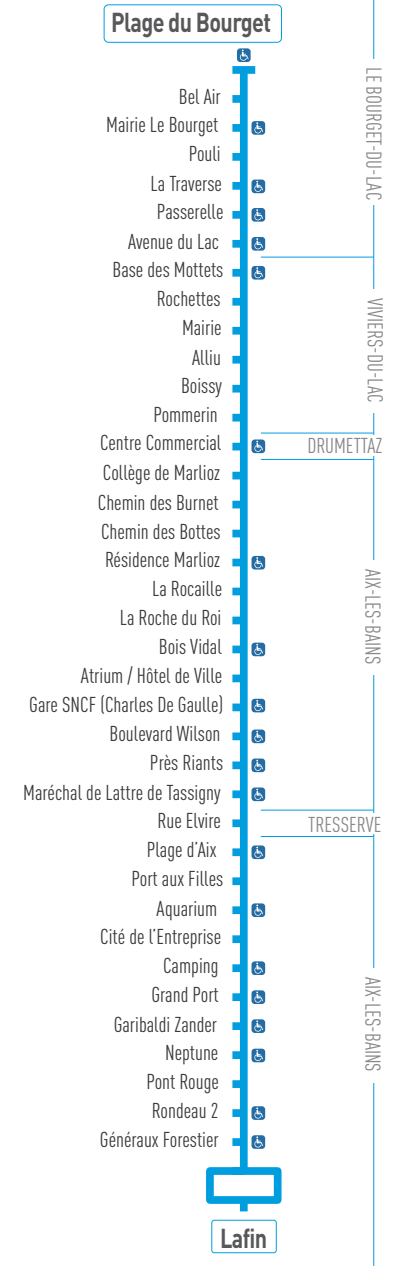 Plage du Bourget
Bel Air
Mairie Le Bourget
Pouli
La Traverse
Passerelle
Avenue du Lac
LE BOURGET-DU-LAC
Base des Mottets
Rochettes
Mairie
Alliu
Boissy
Pommerin
VIVIERS-DU-LAC
Centre Commercial
DRUMETTAZ
Collège de Marlioz
Chemin des Burnet
Chemin des Bottes
Résidence Marlioz
La Rocaille
La Roche du Roi
Bois Vidal
Atrium / Hôtel de Ville
Gare SNCF (Charles De Gaulle)
Boulevard Wilson
Près Riants
Maréchal de Lattre de Tassigny
AIX-LES-BAINS
Rue Elvire
TRESSERVE
Plage d'Aix
Port aux Filles
Aquarium
Cité de l'Entreprise
Camping
Grand Port
Garibaldi Zander
Neptune
Pont Rouge
Rondeau 2
Généraux Forestier
AIX-LES-BAINS
Lafin